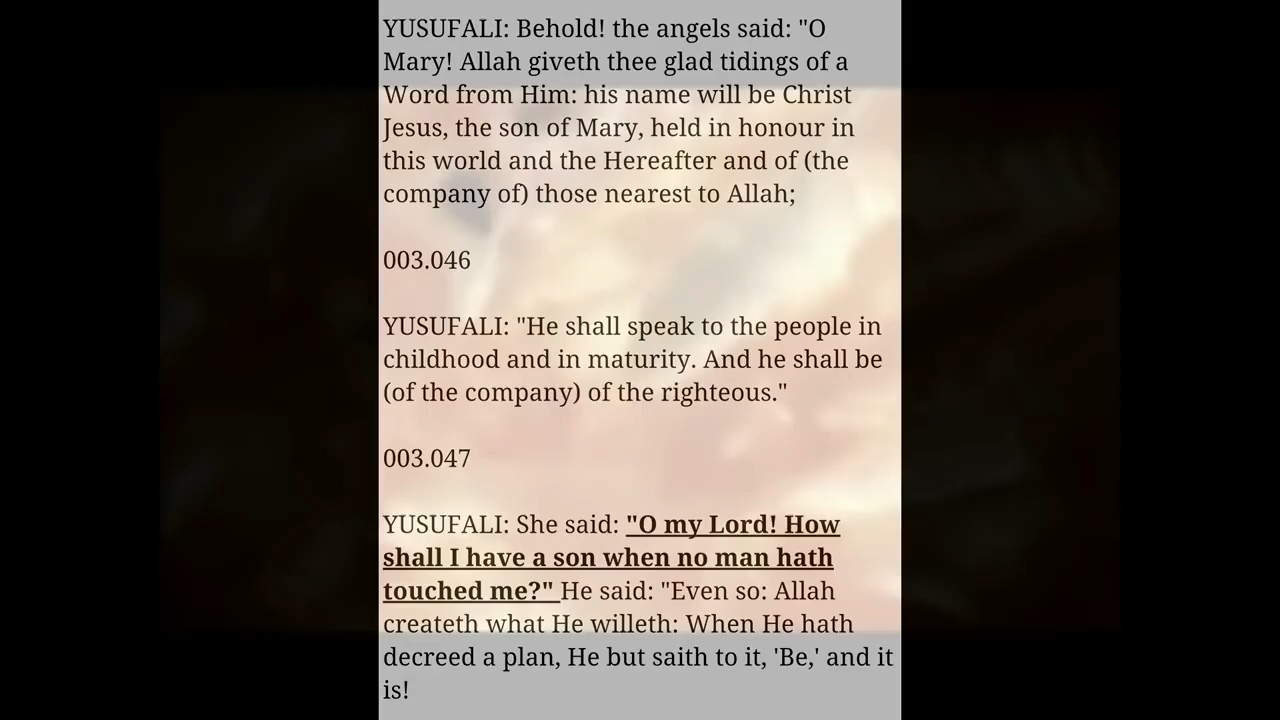 YUSUFALI: Behold! the angels said: "O
Mary! Allah giveth thee glad tidings of a
Word from Him: his name will be Christ
Jesus, the son of Mary, held in honour in
this world and the Hereafter and of (the
company of) those nearest to Allah;
003.046
YUSUFALI: "He shall speak to the people in
childhood and in maturity. And he shall be
(of the company) of the righteous."
003.047
YUSUFALI: She said: "O my Lord! How
shall I have a son when no man hath
touched me?" He said: "Even so: Allah
createth what He willeth: When He hath
decreed a plan, He but saith to it, 'Be,' and it
is!